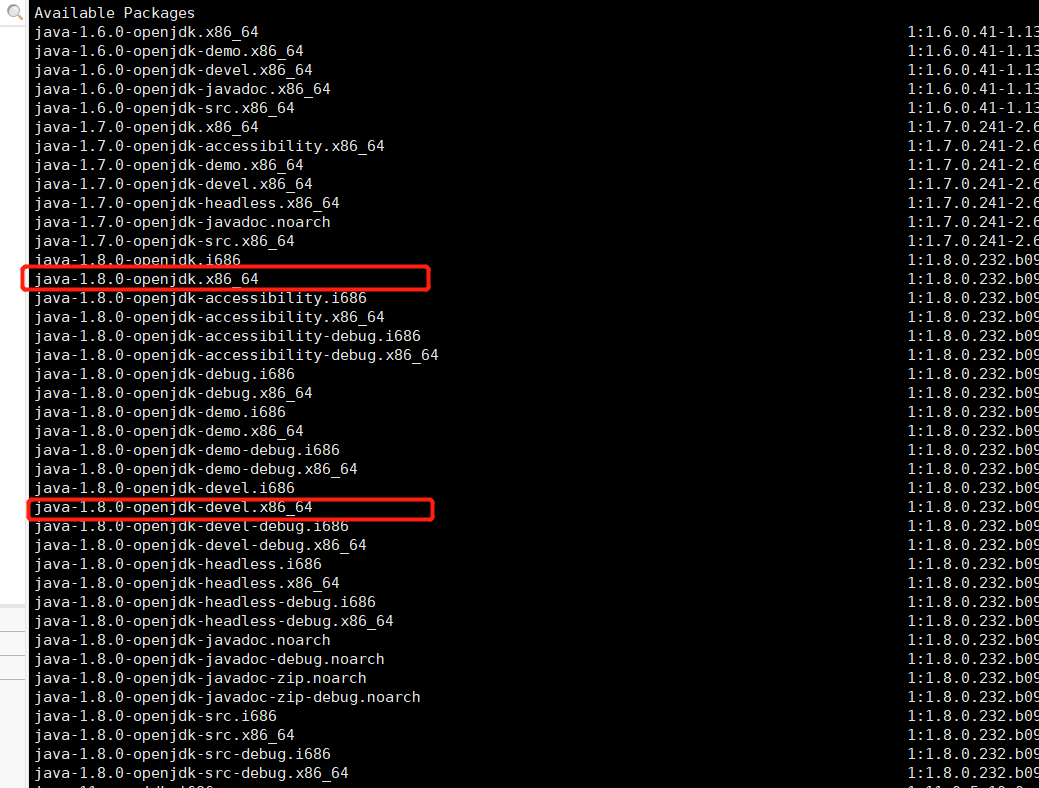 Available Packages
java-1.6.0-openjdk.x86_64 1:1.6.0.41-1.13
java-1.6.0-openjdk-demo.x86_64 1:1.6.0.41-1.13
java-1.6.0-openjdk-devel.x86_64 1:1.6.0.41-1.13
java-1.6.0-openjdk-javadoc.x86_64 1:1.6.0.41-1.13
java-1.6.0-openjdk-src.x86_64 1:1.6.0.41-1.13
java-1.7.0-openjdk.x86_64 1:1.7.0.241-2.6
java-1.7.0-openjdk-accessibility.x86_64 1:1.7.0.241-2.6
java-1.7.0-openjdk-demo.x86_64 1:1.7.0.241-2.6
java-1.7.0-openjdk-devel.x86_64 1:1.7.0.241-2.6
java-1.7.0-openjdk-headless.x86_64 1:1.7.0.241-2.6
java-1.7.0-openjdk-javadoc.noarch 1:1.7.0.241-2.6
java-1.7.0-openjdk-src.x86_64 1:1.7.0.241-2.6
java-1.8.0-openjdk.i686 1:1.8.0.232.b09
java-1.8.0-openjdk.x86_64 1:1.8.0.232.b09
java-1.8.0-openjdk-accessibility.i686 1:1.8.0.232.b09
java-1.8.0-openjdk-accessibility.x86_64 1:1.8.0.232.b09
java-1.8.0-openjdk-accessibility-debug.i686 1:1.8.0.232.b09
java-1.8.0-openjdk-accessibility-debug.x86_64 1:1.8.0.232.b09
java-1.8.0-openjdk-debug.i686 1:1.8.0.232.b09
java-1.8.0-openjdk-debug.x86_64 1:1.8.0.232.b09
java-1.8.0-openjdk-demo.i686 1:1.8.0.232.b09
java-1.8.0-openjdk-demo.x86_64 1:1.8.0.232.b09
java-1.8.0-openjdk-demo-debug.i686 1:1.8.0.232.b09
java-1.8.0-openjdk-demo-debug.x86_64 1:1.8.0.232.b09
java-1.8.0-openjdk-devel.i686 1:1.8.0.232.b09
java-1.8.0-openjdk-devel.x86_64 1:1.8.0.232.b09
java-1.8.0-openjdk-devel-debug.i686 1:1.8.0.232.b09
java-1.8.0-openjdk-devel-debug.x86_64 1:1.8.0.232.b09
java-1.8.0-openjdk-headless.i686 1:1.8.0.232.b09
java-1.8.0-openjdk-headless.x86_64 1:1.8.0.232.b09
java-1.8.0-openjdk-headless-debug.i686 1:1.8.0.232.b09
java-1.8.0-openjdk-headless-debug.x86_64 1:1.8.0.232.b09
java-1.8.0-openjdk-javadoc.noarch 1:1.8.0.232.b09
java-1.8.0-openjdk-javadoc-debug.noarch 1:1.8.0.232.b09
java-1.8.0-openjdk-javadoc-zip.noarch 1:1.8.0.232.b09
java-1.8.0-openjdk-javadoc-zip-debug.noarch 1:1.8.0.232.b09
java-1.8.0-openjdk-src.i686 1:1.8.0.232.b09
java-1.8.0-openjdk-src.x86_64 1:1.8.0.232.b09
java-1.8.0-openjdk-src-debug.i686 1:1.8.0.232.b09
java-1.8.0-openjdk-src-debug.x86_64 1:1.8.0.232.b09